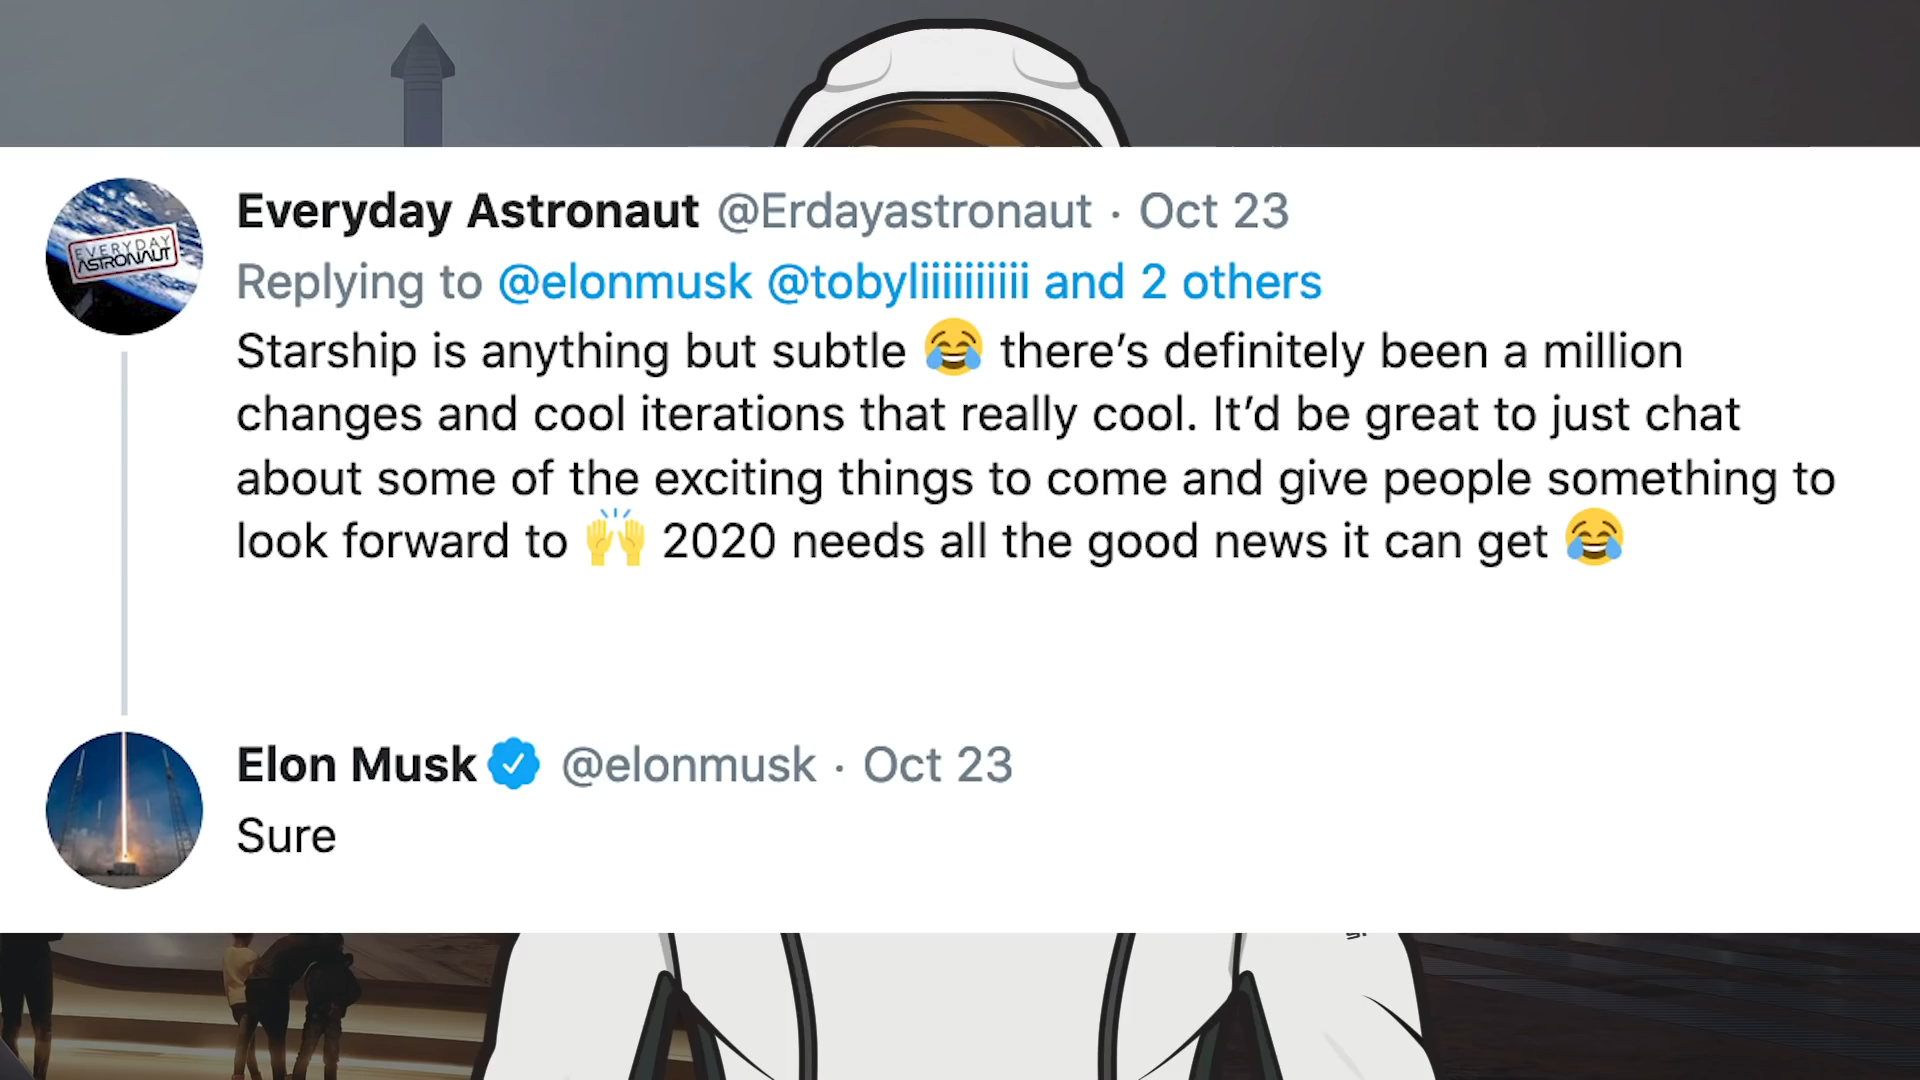 Everyday Astronaut @Erdayastronaut · Oct 23
EVERYDAY
ASTRONAUT
Replying to @elonmusk @tobyliiiiiiiiiii and 2 others
Starship is anything but subtle 😂 there’s definitely been a million
changes and cool iterations that really cool. It’d be great to just chat
about some of the exciting things to come and give people something to
look forward to 🙌 2020 needs all the good news it can get 😂
Elon Musk @elonmusk · Oct 23
Sure